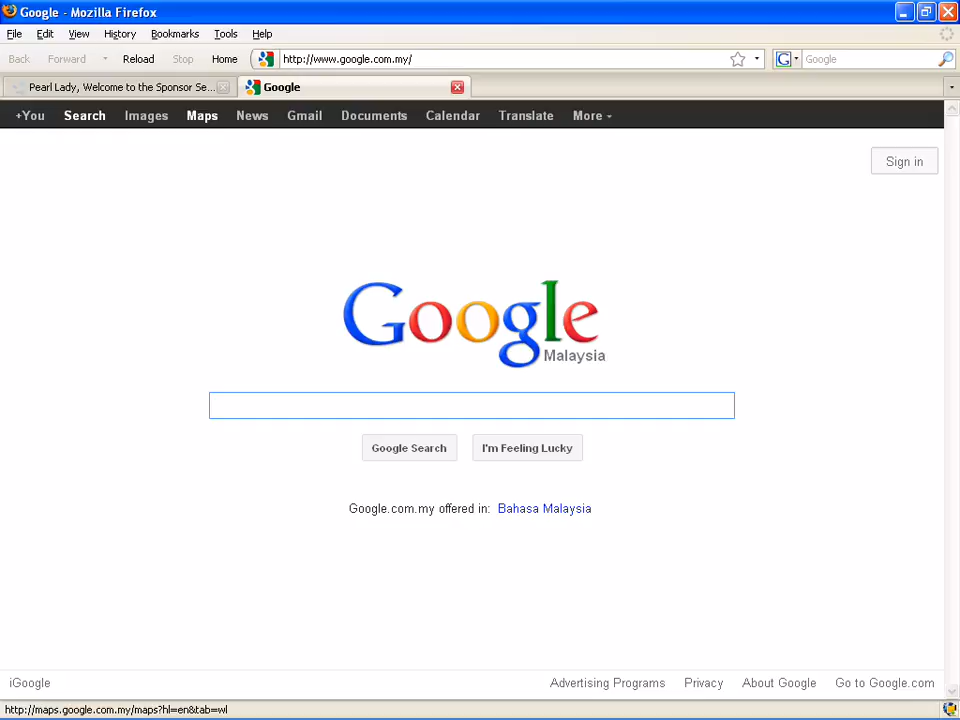 Google - Mozilla Firefox
File Edit View History Bookmarks Tools Help
Back Forward Reload Stop Home http://www.google.com.my/ Google
Pearl Lady, Welcome to the Sponsor Se... Google
+You Search Images Maps News Gmail Documents Calendar Translate More
Sign in
Google
Malaysia
Google Search I'm Feeling Lucky
Google.com.my offered in: Bahasa Malaysia
iGoogle Advertising Programs Privacy About Google Go to Google.com
http://maps.google.com.my/maps?hl=en&tab=wl